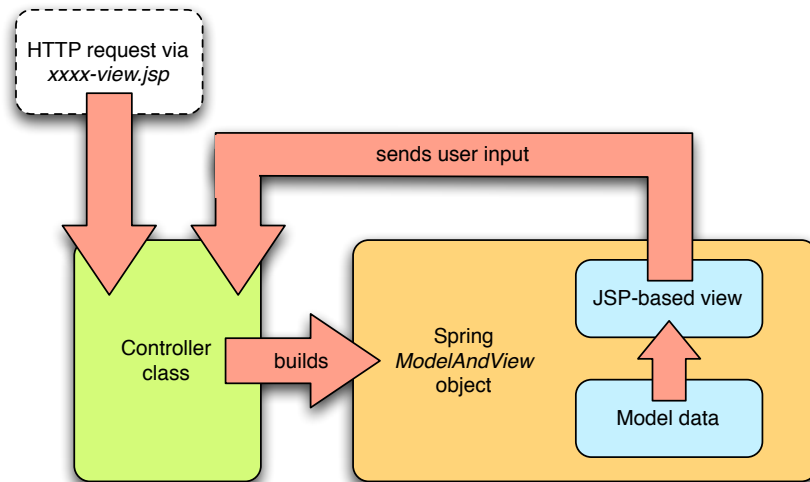 HTTP request via
xxxx-view.jsp
sends user input
JSP-based view
Controller
class
builds
Spring
ModelAndView
object
Model data